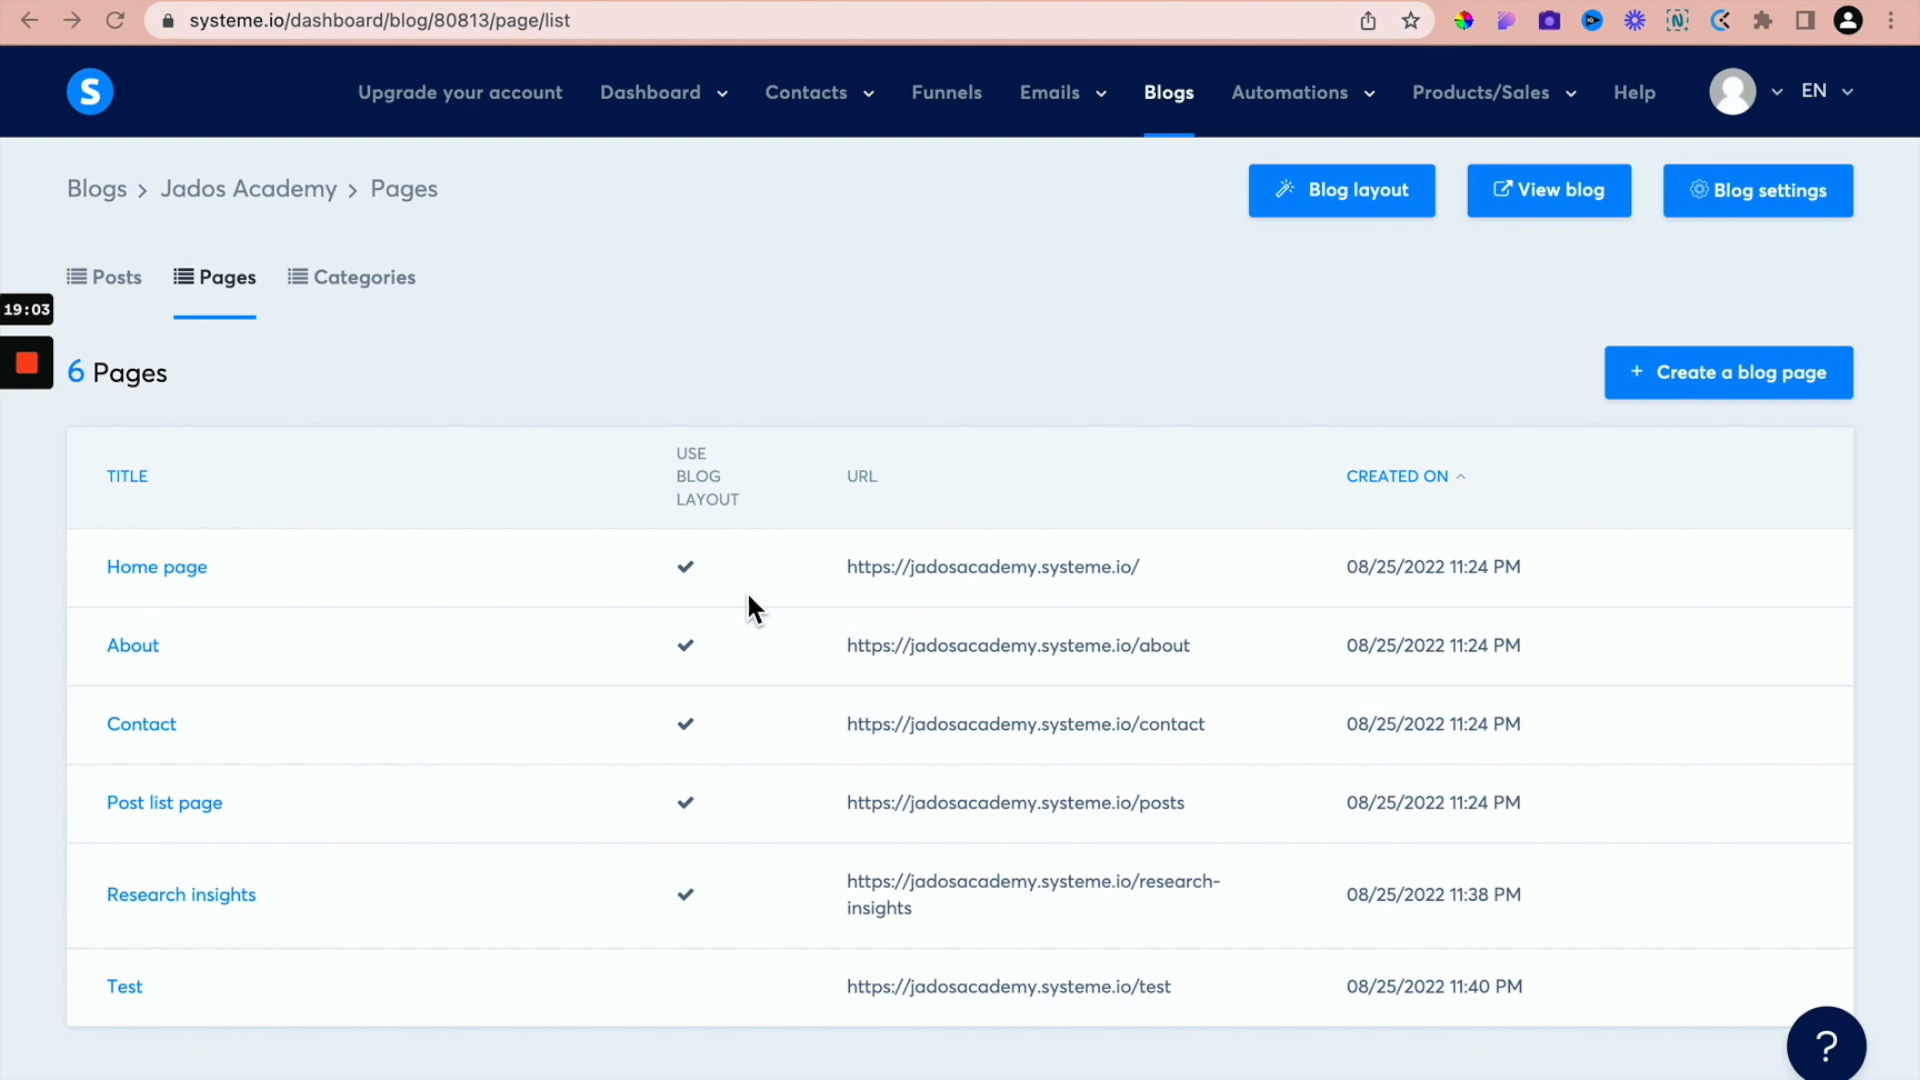 systeme.io/dashboard/blog/80813/page/list
S Upgrade your account Dashboard Contacts Funnels Emails Blogs Automations Products/Sales Help EN
Blogs > Jados Academy > Pages
Blog layout View blog Blog settings
Posts Pages Categories
19:03
6 Pages
+ Create a blog page
TITLE USE BLOG LAYOUT URL CREATED ON
Home page https://jadosacademy.systeme.io/ 08/25/2022 11:24 PM
About https://jadosacademy.systeme.io/about 08/25/2022 11:24 PM
Contact https://jadosacademy.systeme.io/contact 08/25/2022 11:24 PM
Post list page https://jadosacademy.systeme.io/posts 08/25/2022 11:24 PM
Research insights https://jadosacademy.systeme.io/research-insights 08/25/2022 11:38 PM
Test https://jadosacademy.systeme.io/test 08/25/2022 11:40 PM
?